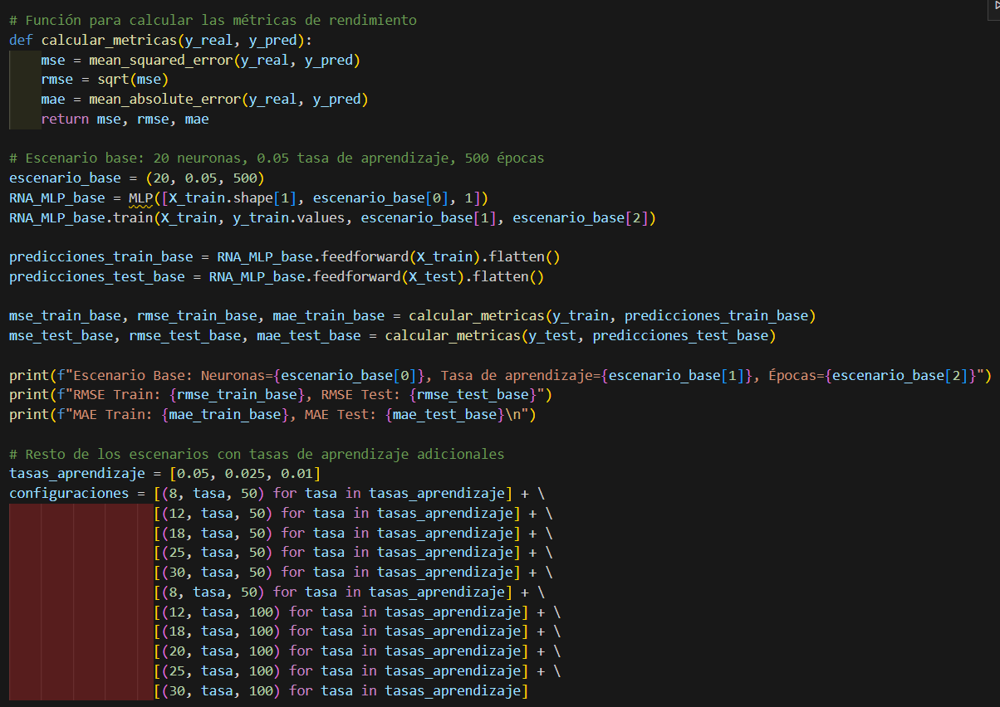 # Función para calcular las métricas de rendimiento
def calcular_metricas(y_real, y_pred):
    mse = mean_squared_error(y_real, y_pred)
    rmse = sqrt(mse)
    mae = mean_absolute_error(y_real, y_pred)
    return mse, rmse, mae

# Escenario base: 20 neuronas, 0.05 tasa de aprendizaje, 500 épocas
escenario_base = (20, 0.05, 500)
RNA_MLP_base = MLP([X_train.shape[1], escenario_base[0], 1])
RNA_MLP_base.train(X_train, y_train.values, escenario_base[1], escenario_base[2])

predicciones_train_base = RNA_MLP_base.feedforward(X_train).flatten()
predicciones_test_base = RNA_MLP_base.feedforward(X_test).flatten()

mse_train_base, rmse_train_base, mae_train_base = calcular_metricas(y_train, predicciones_train_base)
mse_test_base, rmse_test_base, mae_test_base = calcular_metricas(y_test, predicciones_test_base)

print(f"Escenario Base: Neuronas={escenario_base[0]}, Tasa de aprendizaje={escenario_base[1]}, Épocas={escenario_base[2]}")
print(f"RMSE Train: {rmse_train_base}, RMSE Test: {rmse_test_base}")
print(f"MAE Train: {mae_train_base}, MAE Test: {mae_test_base}\n")

# Resto de los escenarios con tasas de aprendizaje adicionales
tasas_aprendizaje = [0.05, 0.025, 0.01]
configuraciones = [(8, tasa, 50) for tasa in tasas_aprendizaje] + \
                  [(12, tasa, 50) for tasa in tasas_aprendizaje] + \
                  [(18, tasa, 50) for tasa in tasas_aprendizaje] + \
                  [(25, tasa, 50) for tasa in tasas_aprendizaje] + \
                  [(30, tasa, 50) for tasa in tasas_aprendizaje] + \
                  [(8, tasa, 50) for tasa in tasas_aprendizaje] + \
                  [(12, tasa, 100) for tasa in tasas_aprendizaje] + \
                  [(18, tasa, 100) for tasa in tasas_aprendizaje] + \
                  [(20, tasa, 100) for tasa in tasas_aprendizaje] + \
                  [(25, tasa, 100) for tasa in tasas_aprendizaje] + \
                  [(30, tasa, 100) for tasa in tasas_aprendizaje]